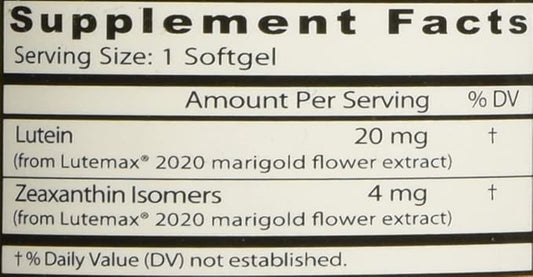 Supplement Facts
Serving Size: 1 Softgel
Amount Per Serving % DV
Lutein 20 mg †
(from Lutemax® 2020 marigold flower extract)
Zeaxanthin Isomers 4 mg †
(from Lutemax® 2020 marigold flower extract)
†% Daily Value (DV) not established.